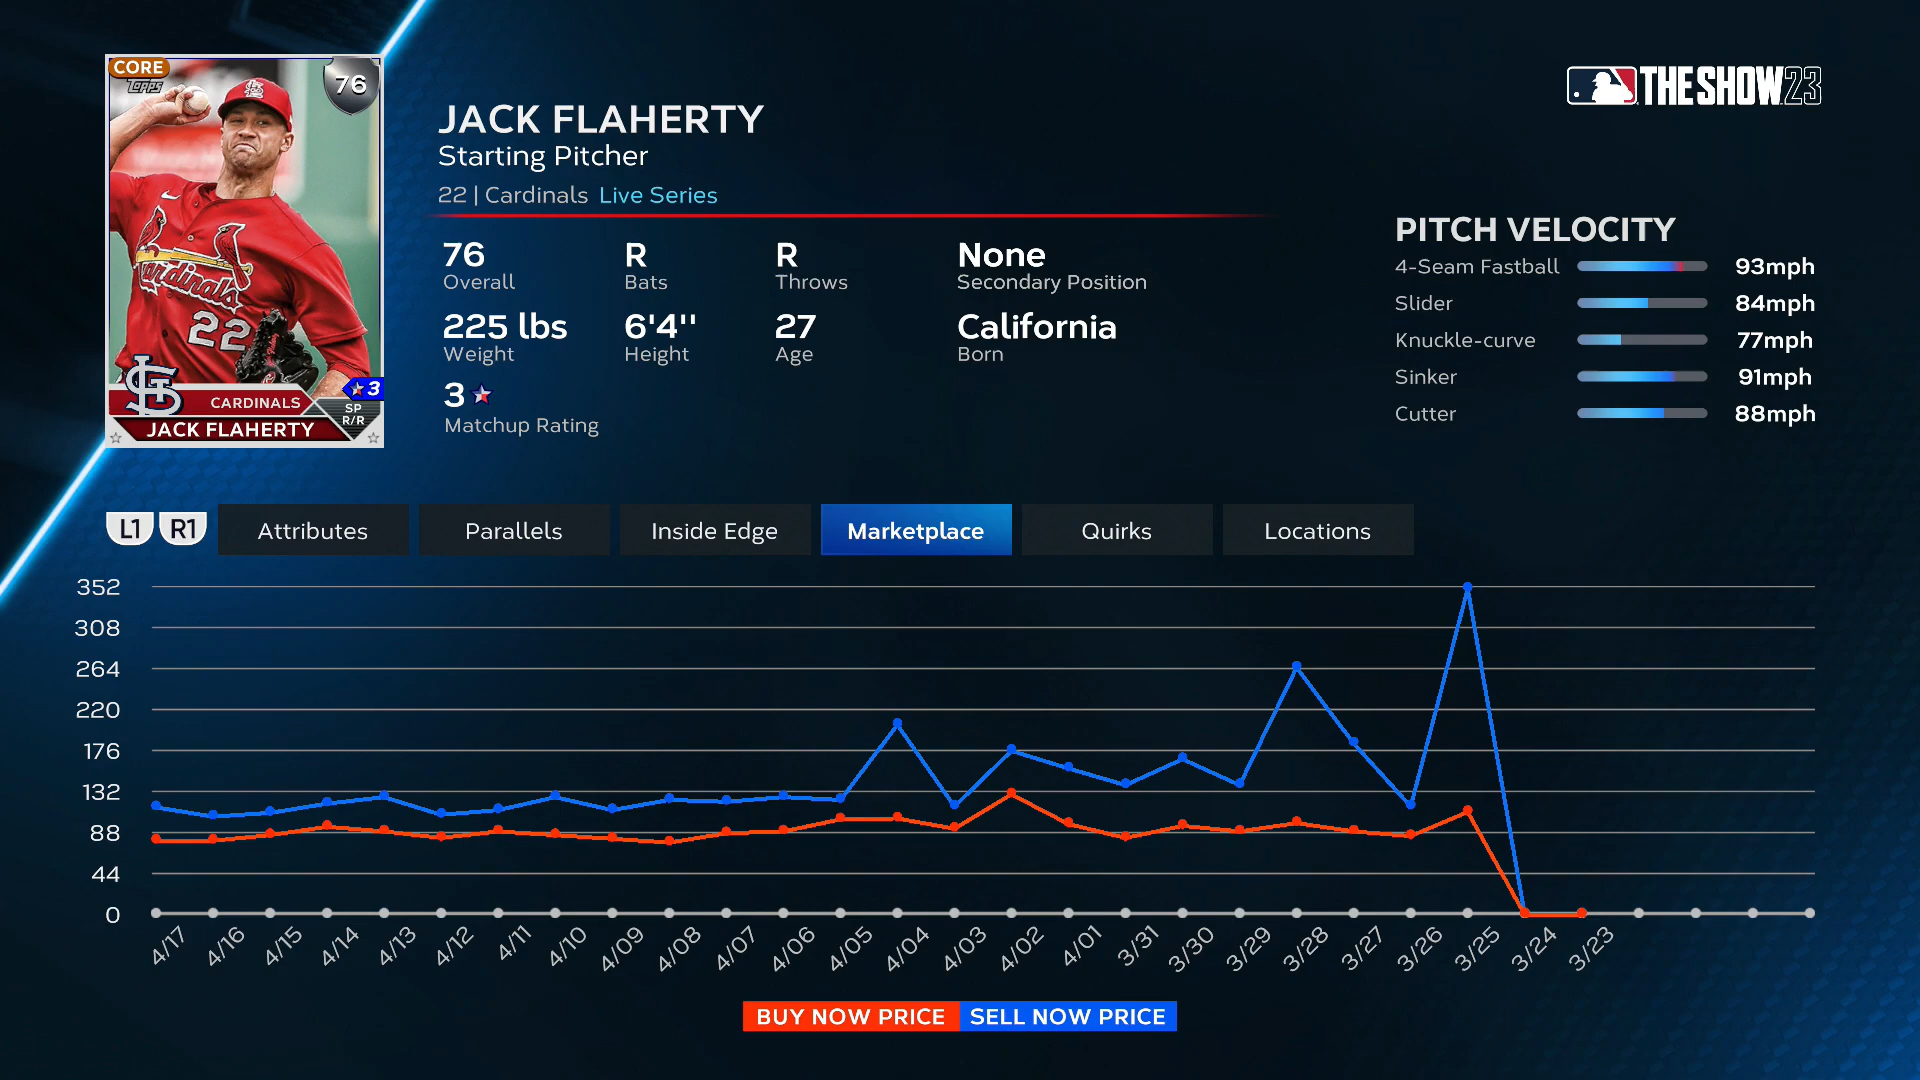 CORE
Topps
76
Cardinals
22
3
CARDINALS
SP
R/R
JACK FLAHERTY
THE SHOW 23
JACK FLAHERTY
Starting Pitcher
22 | Cardinals Live Series
76
Overall
R
Bats
R
Throws
None
Secondary Position
225 lbs
Weight
6'4''
Height
27
Age
California
Born
3
Matchup Rating
PITCH VELOCITY
4-Seam Fastball 93mph
Slider 84mph
Knuckle-curve 77mph
Sinker 91mph
Cutter 88mph
L1 R1 Attributes Parallels Inside Edge Marketplace Quirks Locations
352
308
264
220
176
132
88
44
0
4/17 4/16 4/15 4/14 4/13 4/12 4/11 4/10 4/09 4/08 4/07 4/06 4/05 4/04 4/03 4/02 4/01 3/31 3/30 3/29 3/28 3/27 3/26 3/25 3/24 3/23
BUY NOW PRICE SELL NOW PRICE